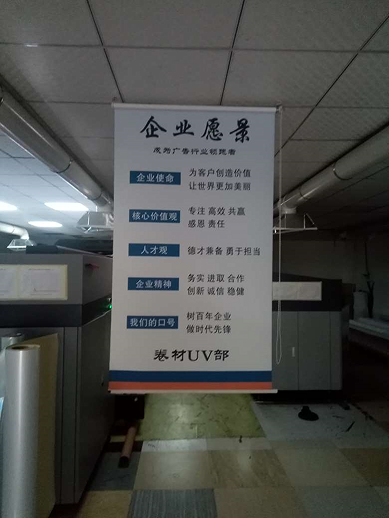 企业愿景
成为广告行业领跑者
企业使命
为客户创造价值
让世界更加美丽
核心价值观
专注 高效 共赢
感恩 责任
人才观
德才兼备 勇于担当
企业精神
务实 进取 合作
创新 诚信 稳健
我们的口号
树百年企业
做时代先锋
卷材UV部